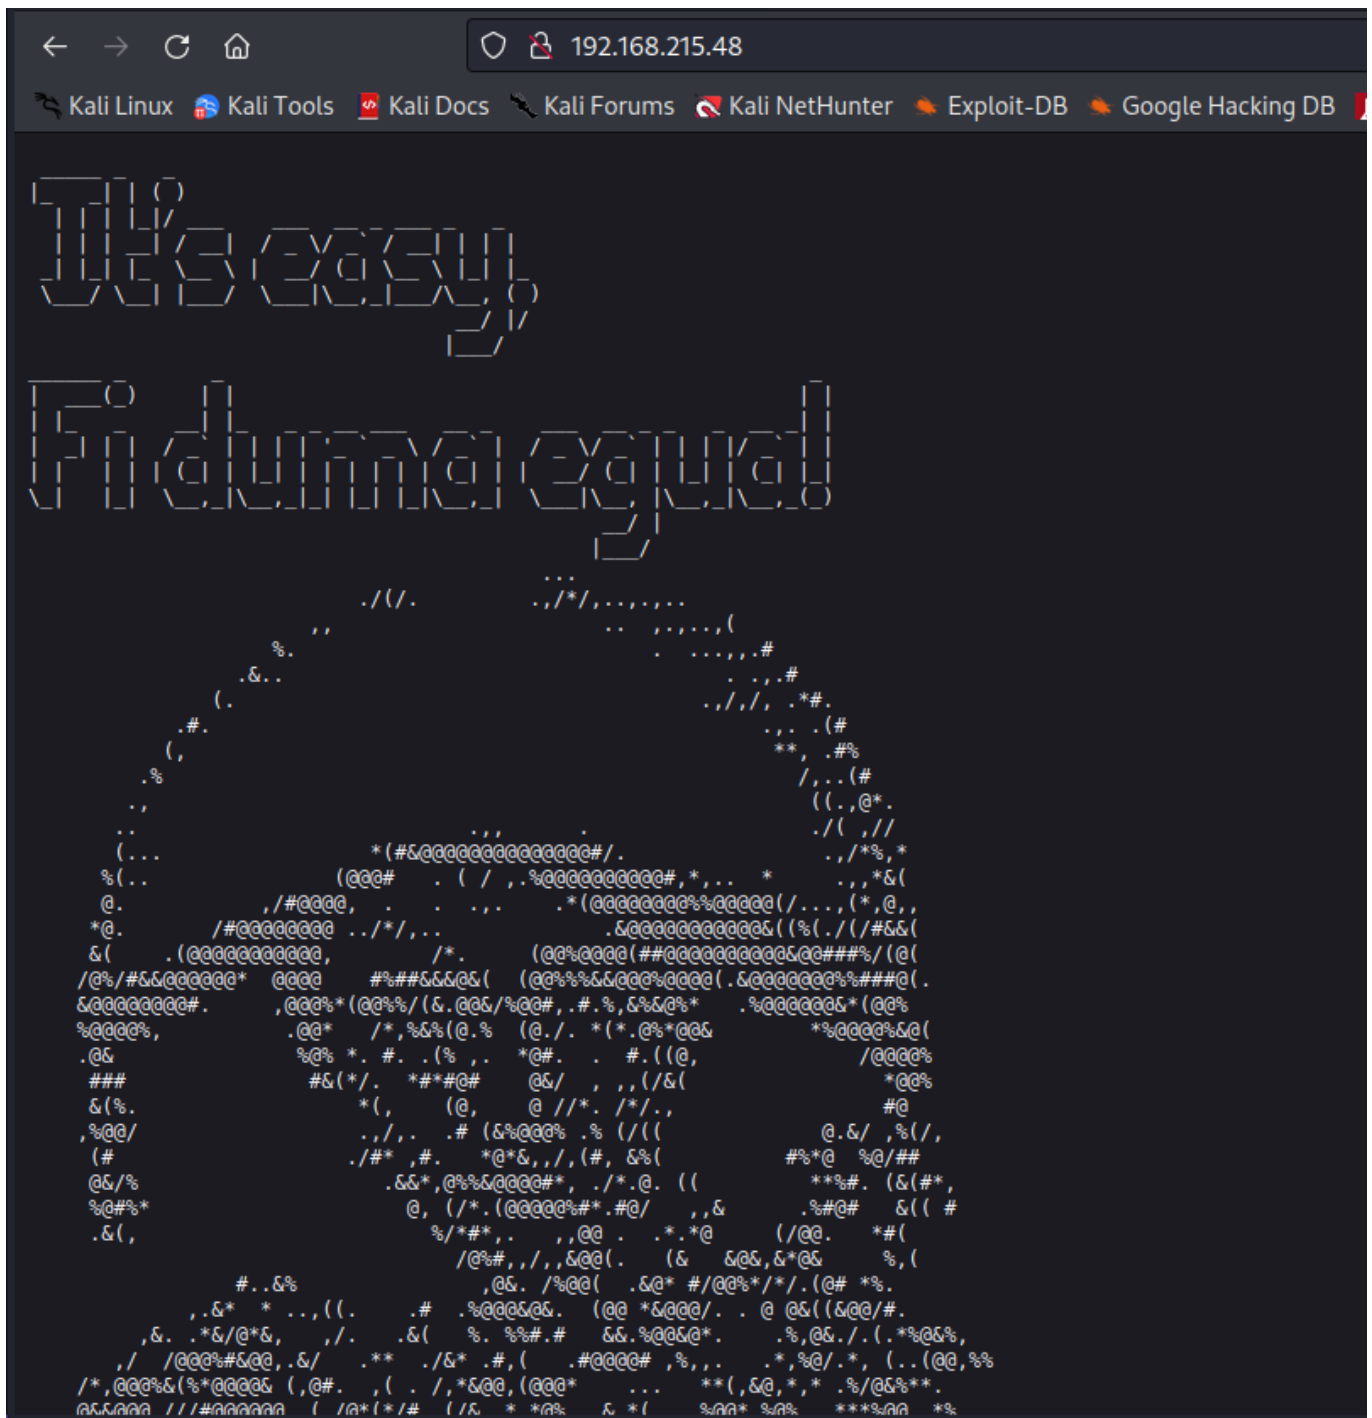 192.168.215.48
Kali Linux Kali Tools Kali Docs Kali Forums Kali NetHunter Exploit-DB Google Hacking DB
It's easy,
Fi duma egua!